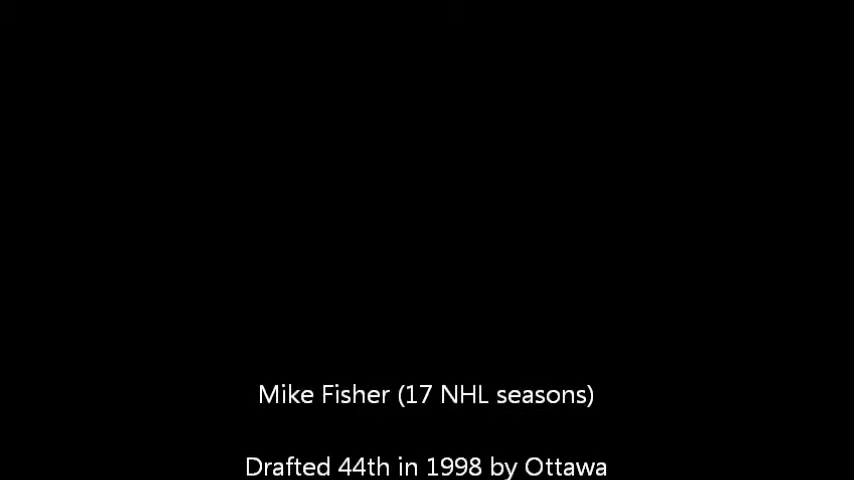 Mike Fisher (17 NHL seasons)
Drafted 44th in 1998 by Ottawa